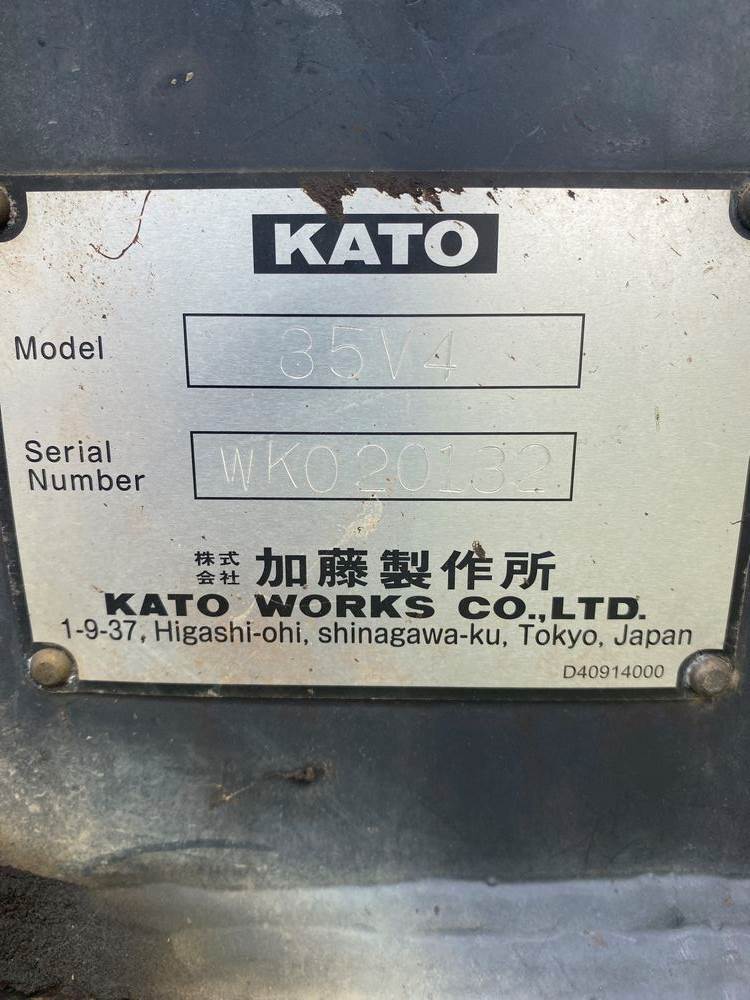 KATO
Model 35V4
Serial Number WK020132
株式会社 加藤製作所
KATO WORKS CO.,LTD.
1-9-37, Higashi-ohi, shinagawa-ku, Tokyo, Japan
D40914000